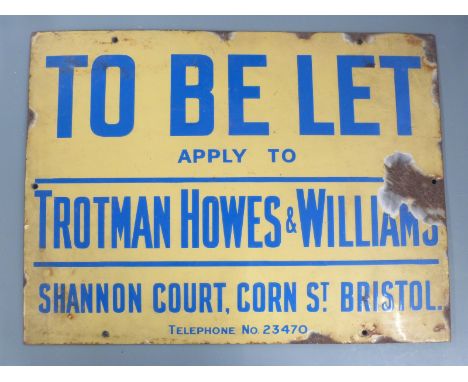 TO BE LET
APPLY TO
TROTMAN HOWES & WILLIAMS
SHANNON COURT, CORN ST BRISTOL.
TELEPHONE NO. 23470